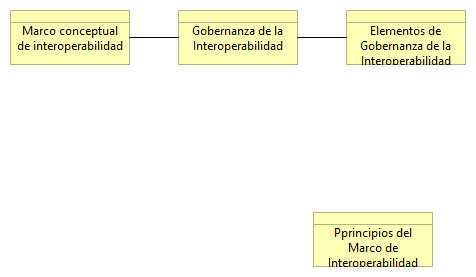 Marco conceptual
de interoperabilidad
Gobernanza de la
Interoperabilidad
Elementos de
Gobernanza de la
Interoperabilidad
Pprincipios del
Marco de
Interoperabilidad